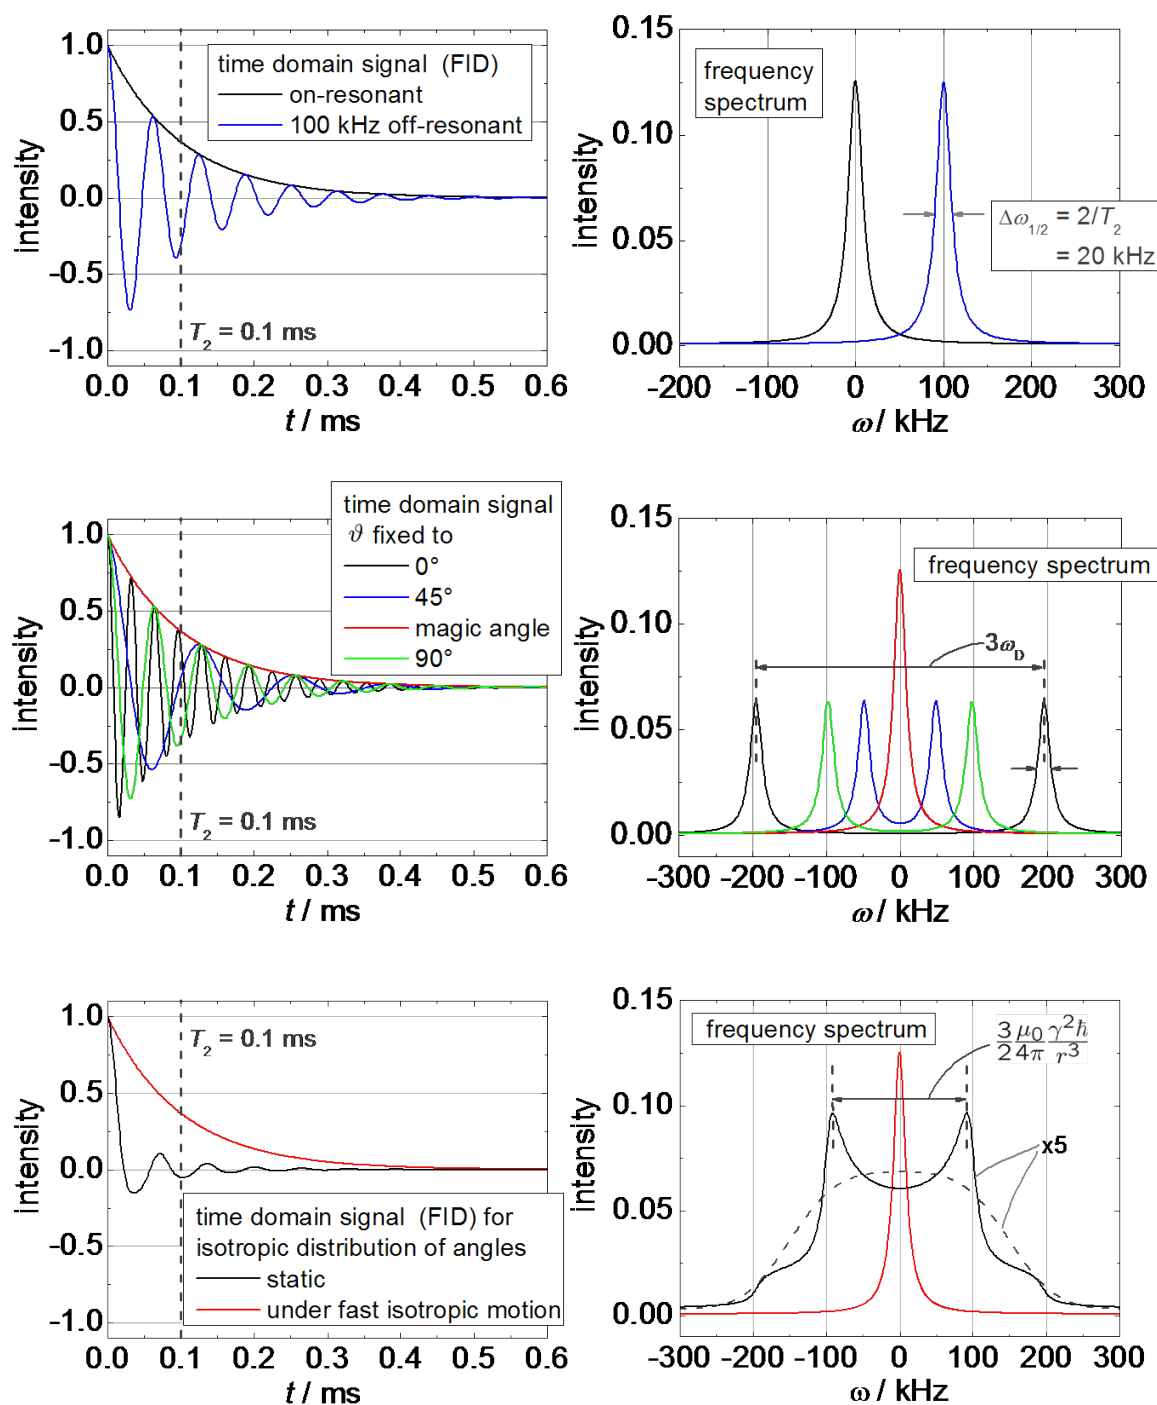 1.0
0.5
0.0
−0.5
−1.0
intensity
time domain signal (FID)
on-resonant
100 kHz off-resonant
T₂ = 0.1 ms
0.0 0.1 0.2 0.3 0.4 0.5 0.6
t / ms
0.15
0.10
0.05
0.00
intensity
frequency
spectrum
Δω₁/₂ = 2/T₂
= 20 kHz
−200 −100 0 100 200 300
ω / kHz
1.0
0.5
0.0
−0.5
−1.0
intensity
time domain signal
ϑ fixed to
0°
45°
magic angle
90°
T₂ = 0.1 ms
0.0 0.1 0.2 0.3 0.4 0.5 0.6
t / ms
0.15
0.10
0.05
0.00
intensity
frequency spectrum
3ω_D
−300 −200 −100 0 100 200 300
ω / kHz
1.0
0.5
0.0
−0.5
−1.0
intensity
T₂ = 0.1 ms
time domain signal (FID) for
isotropic distribution of angles
static
under fast isotropic motion
0.0 0.1 0.2 0.3 0.4 0.5 0.6
t / ms
0.15
0.10
0.05
0.00
intensity
frequency spectrum
3/2 μ₀/4π γ²ℏ/r³
x5
−300 −200 −100 0 100 200 300
ω / kHz